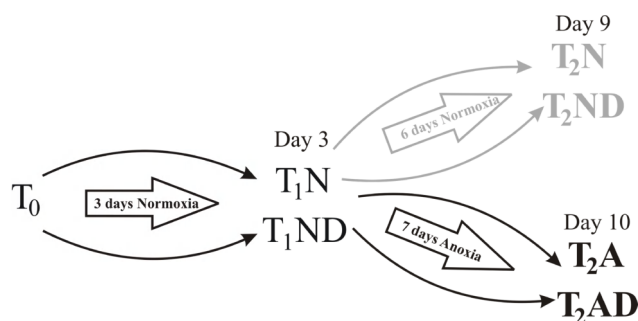 Day 9
T₂N
T₂ND
6 days Normoxia
Day 3
T₁N
T₁ND
T₀
3 days Normoxia
7 days Anoxia
Day 10
T₂A
T₂AD